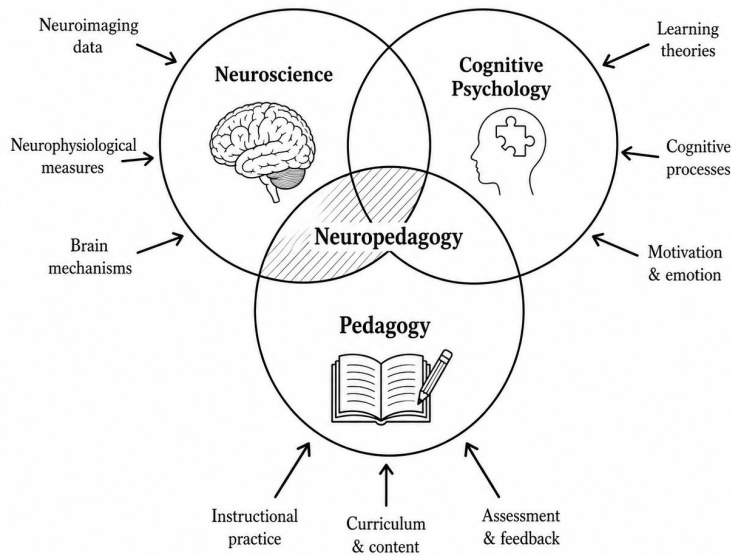 Neuroimaging
data
Neuroscience
Cognitive
Psychology
Learning
theories
Neurophysiological
measures
Cognitive
processes
Brain
mechanisms
Neuropedagogy
Motivation
& emotion
Pedagogy
Instructional
practice
Curriculum
& content
Assessment
& feedback